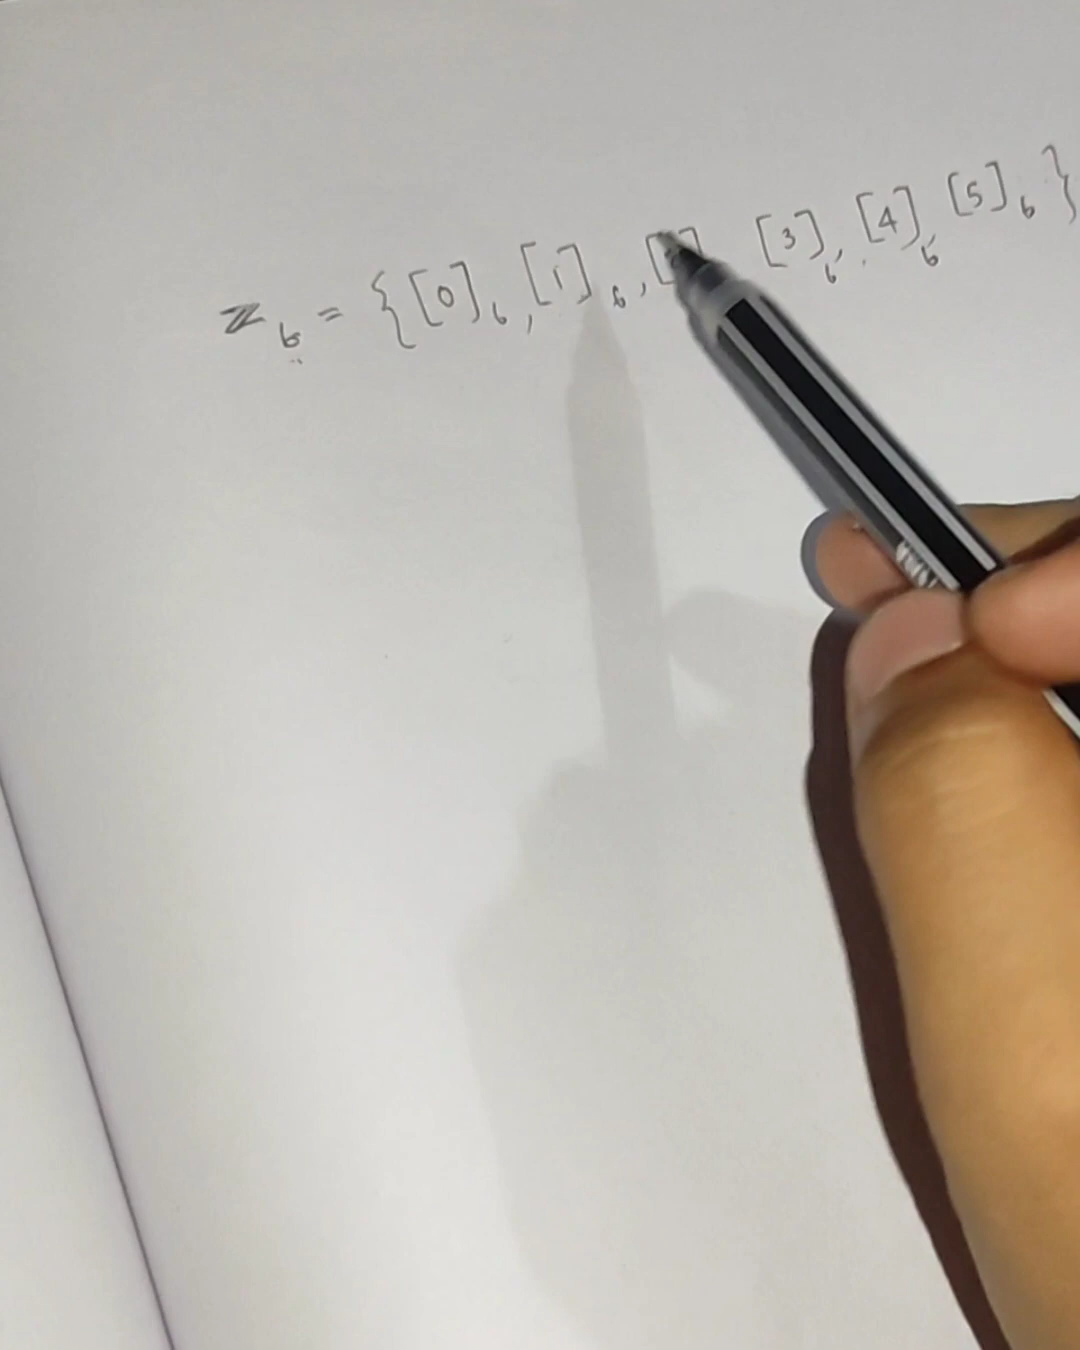 ℤ₆ = {[0]₆, [1]₆, [ ] [3]₆, [4]₆, [5]₆}